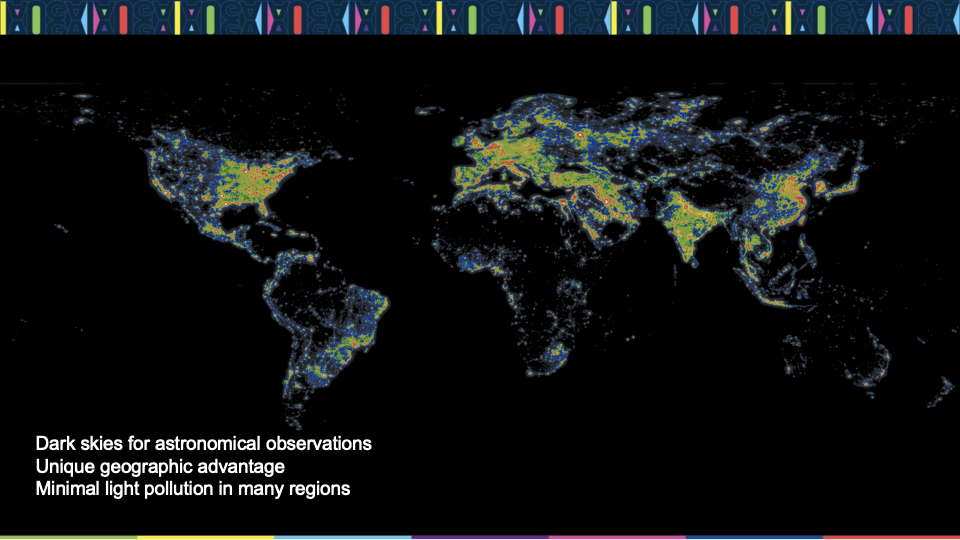 Dark skies for astronomical observations
Unique geographic advantage
Minimal light pollution in many regions